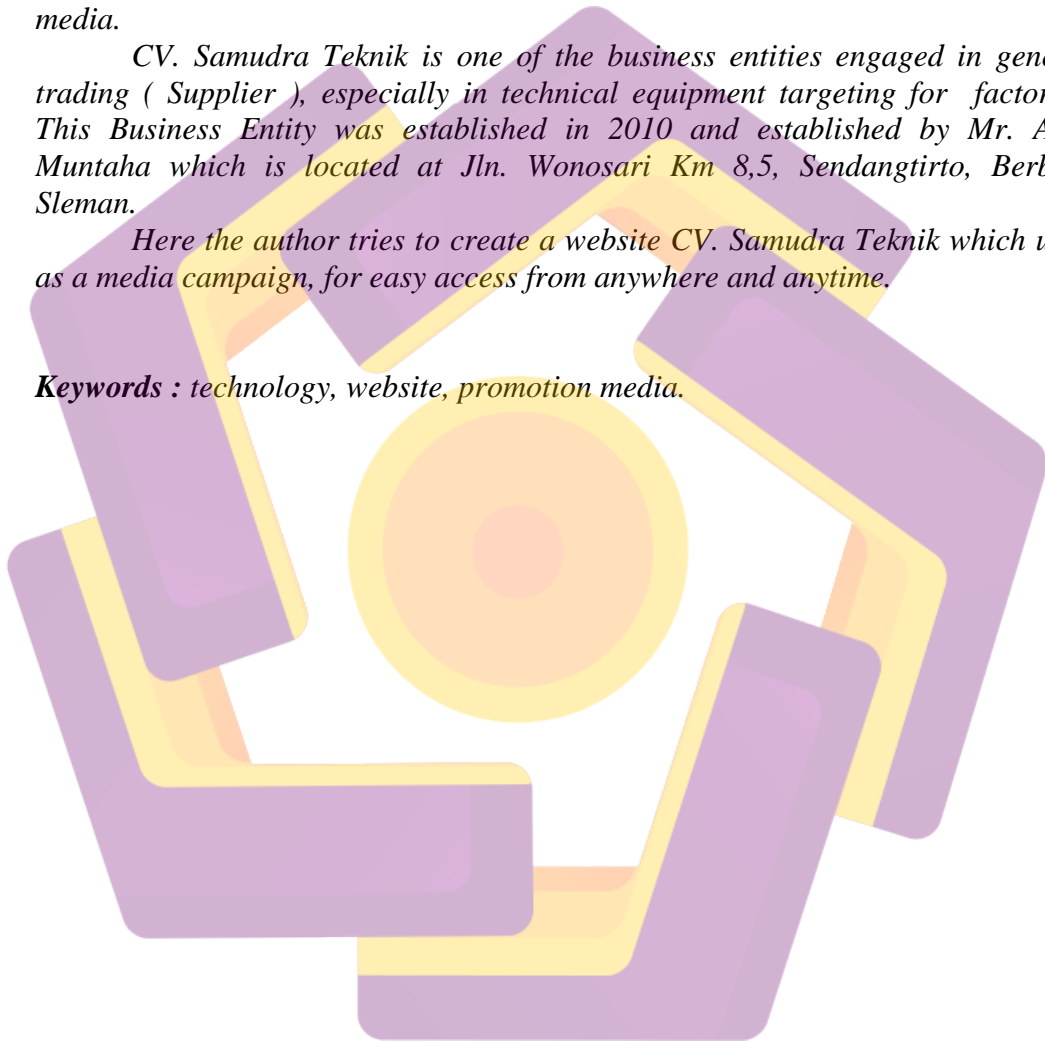 media.
CV. Samudra Teknik is one of the business entities engaged in
trading ( Supplier ), especially in technical equipment targeting for
This Business Entity was established in 2010 and established by Mr.
Muntaha which is located at Jln. Wonosari Km 8,5, Sendangtirto,
Sleman.
Here the author tries to create a website CV. Samudra Teknik which
as a media campaign, for easy access from anywhere and anytime.
Keywords : technology, website, promotion media.